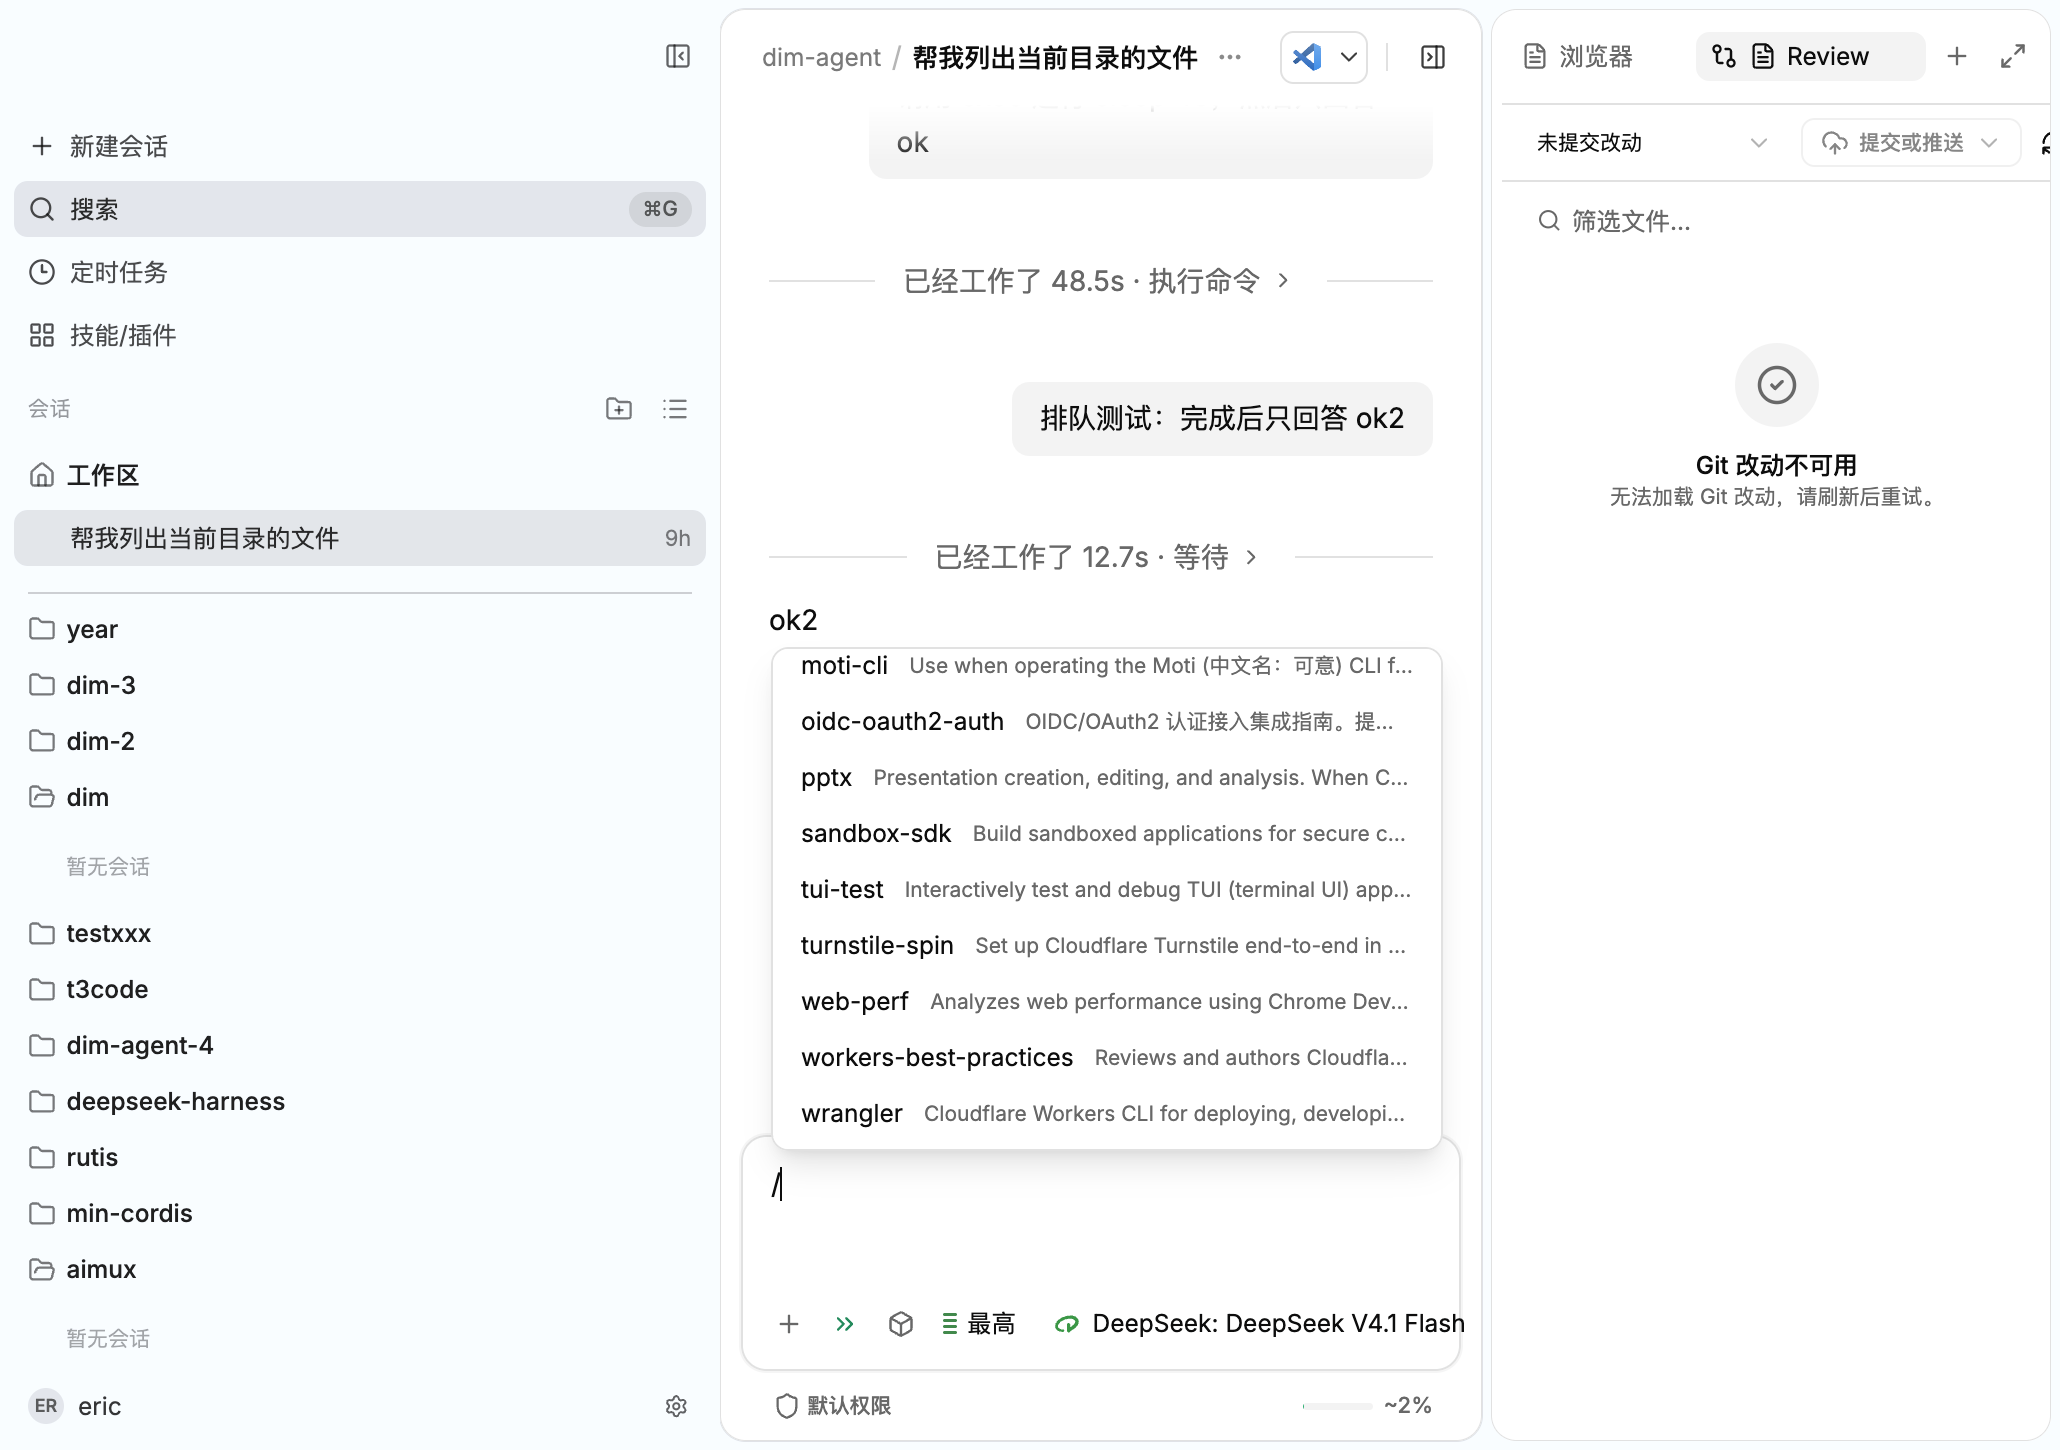 新建会话
搜索 ⌘G
定时任务
技能/插件
会话
工作区
帮我列出当前目录的文件 9h
year
dim-3
dim-2
dim
暂无会话
testxxx
t3code
dim-agent-4
deepseek-harness
rutis
min-cordis
aimux
暂无会话
ER eric
dim-agent / 帮我列出当前目录的文件 ···
ok
已经工作了 48.5s · 执行命令
排队测试：完成后只回答 ok2
已经工作了 12.7s · 等待
ok2
moti-cli Use when operating the Moti (中文名：可意) CLI f...
oidc-oauth2-auth OIDC/OAuth2 认证接入集成指南。提...
pptx Presentation creation, editing, and analysis. When C...
sandbox-sdk Build sandboxed applications for secure c...
tui-test Interactively test and debug TUI (terminal UI) app...
turnstile-spin Set up Cloudflare Turnstile end-to-end in ...
web-perf Analyzes web performance using Chrome Dev...
workers-best-practices Reviews and authors Cloudfla...
wrangler Cloudflare Workers CLI for deploying, developi...
/
最高 DeepSeek: DeepSeek V4.1 Flash
默认权限 ~2%
浏览器 Review
未提交改动 提交或推送
筛选文件...
Git 改动不可用
无法加载 Git 改动，请刷新后重试。